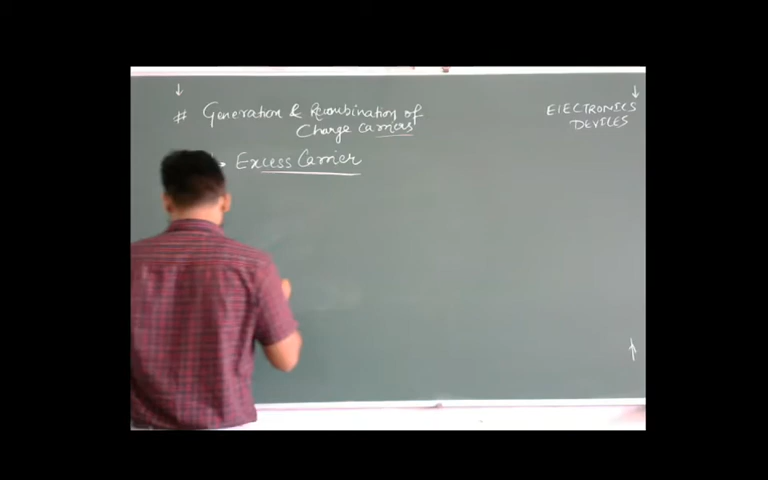 # Generation & Recombination of
Charge Carriers
Excess Carrier
ELECTRONICS
DEVICES